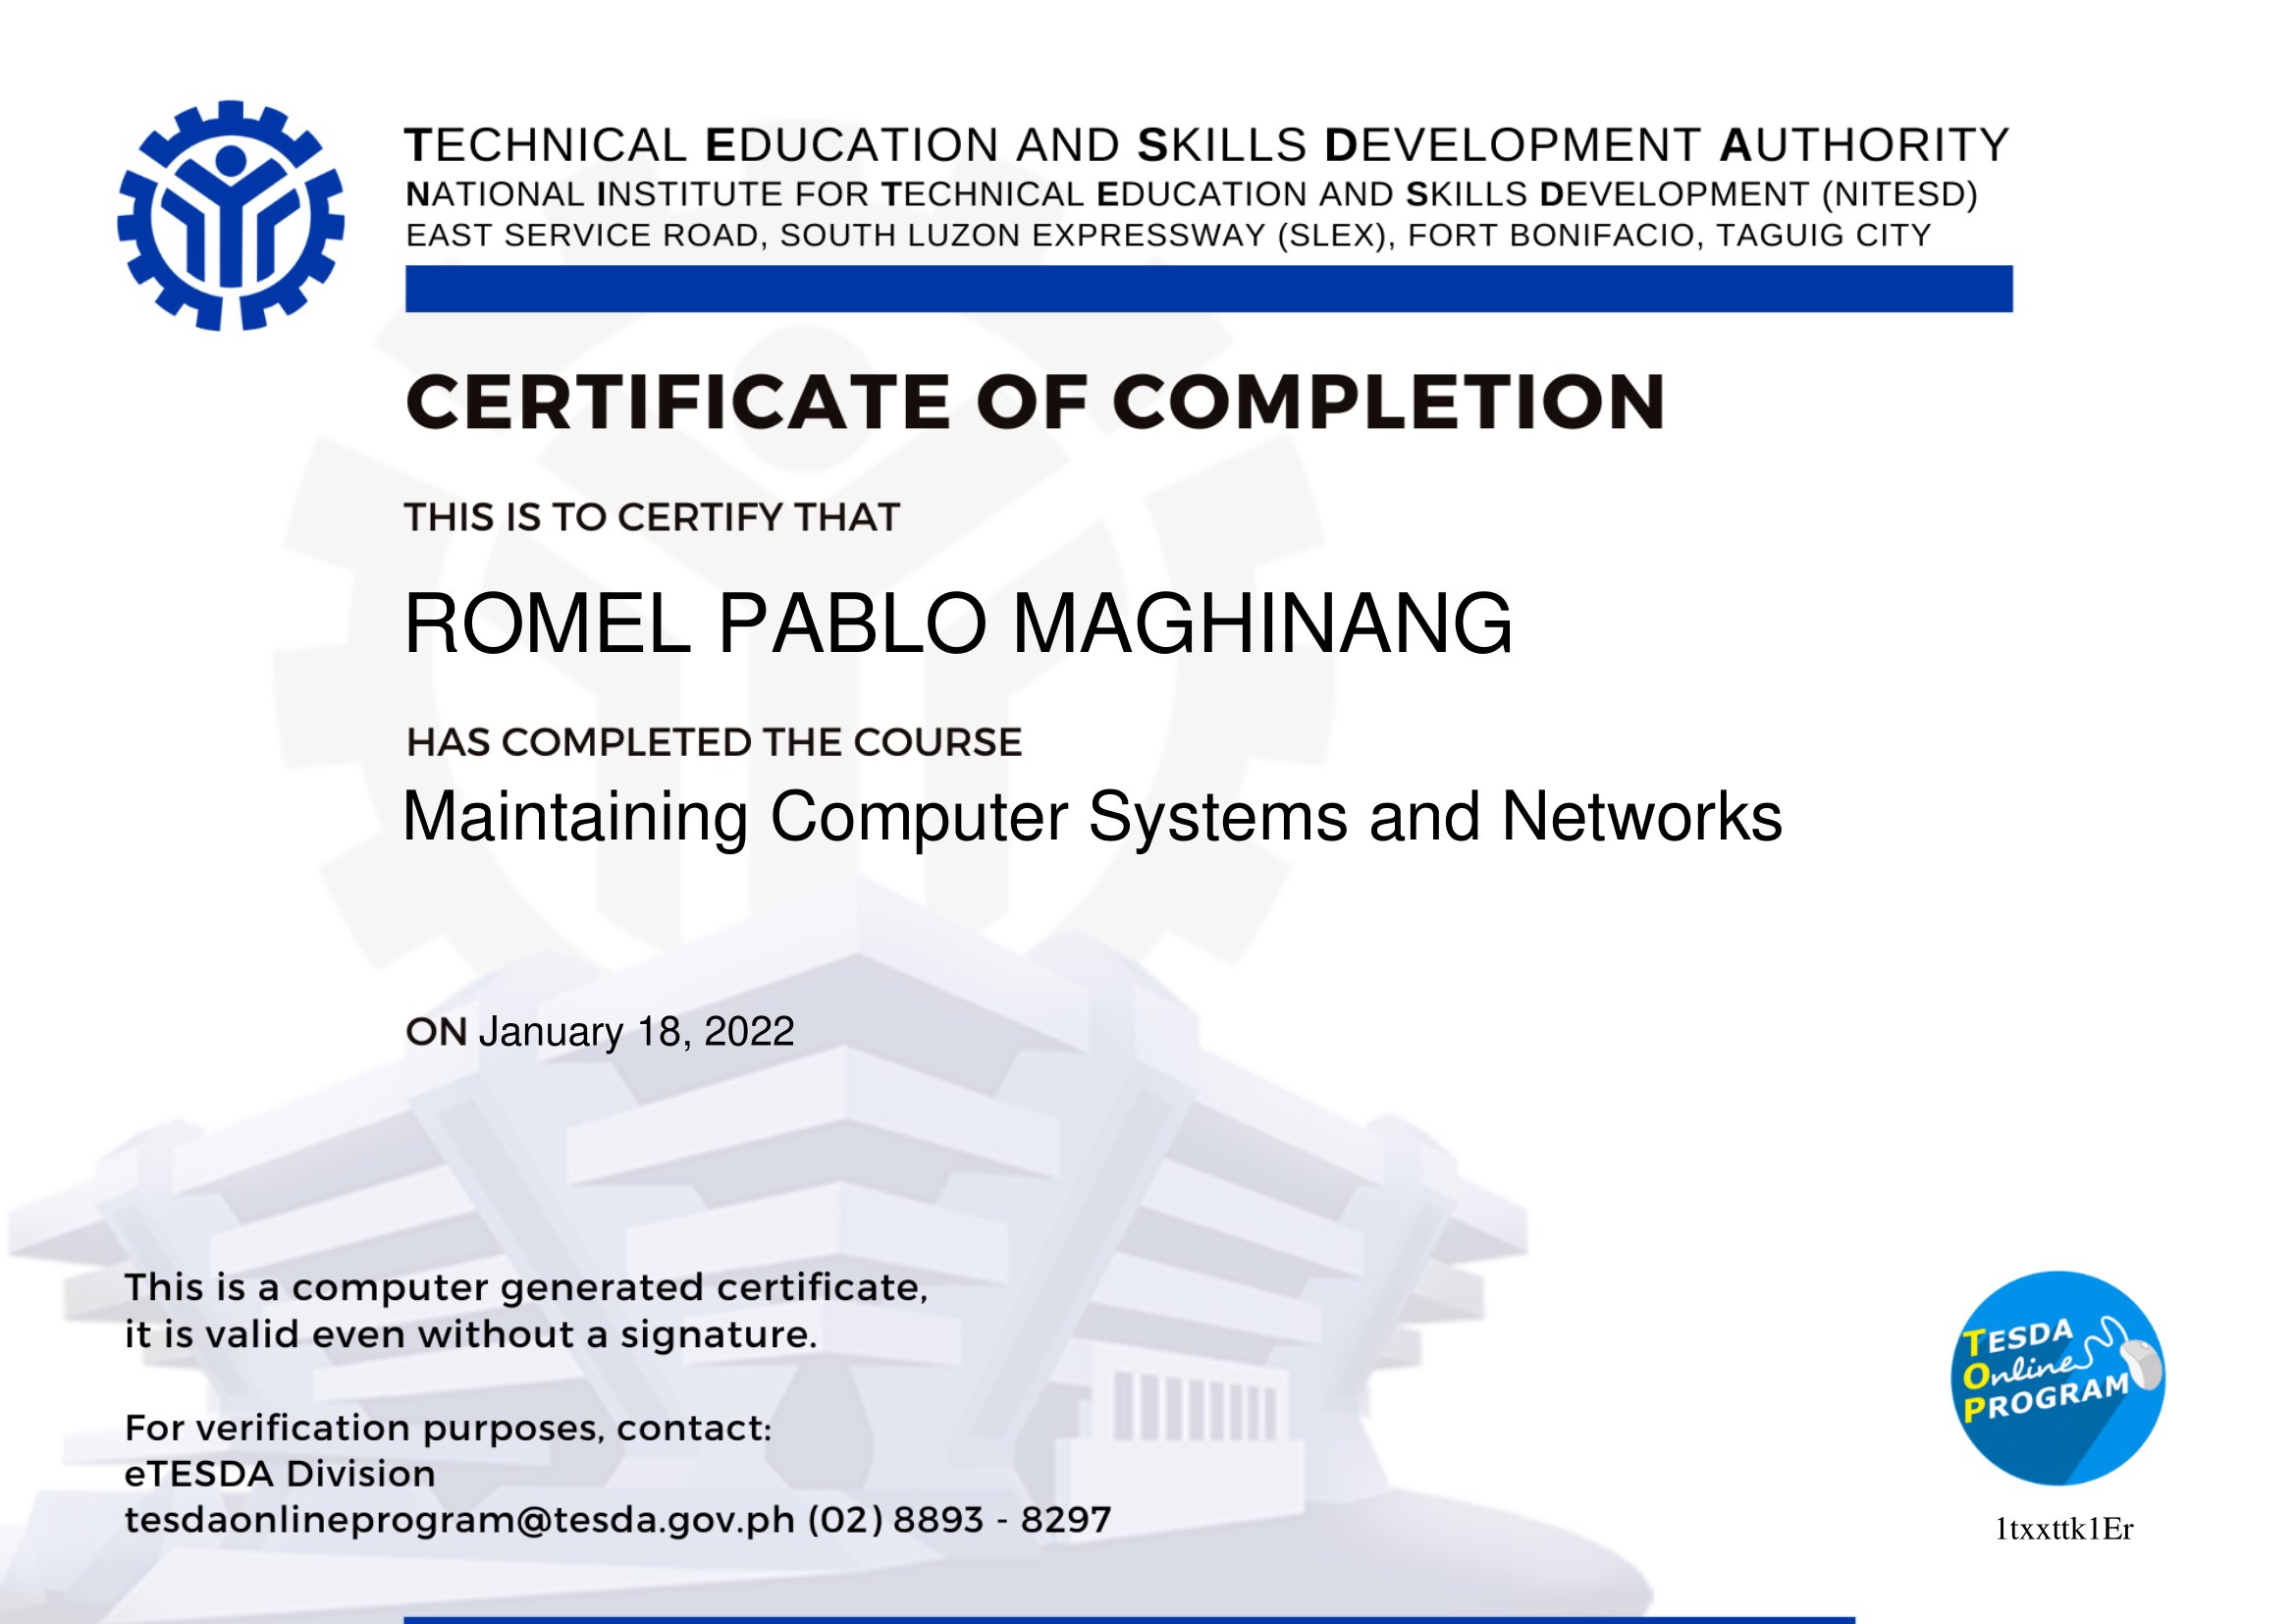 TECHNICAL EDUCATION AND SKILLS DEVELOPMENT AUTHORITY
NATIONAL INSTITUTE FOR TECHNICAL EDUCATION AND SKILLS DEVELOPMENT (NITESD)
EAST SERVICE ROAD, SOUTH LUZON EXPRESSWAY (SLEX), FORT BONIFACIO, TAGUIG CITY
CERTIFICATE OF COMPLETION
THIS IS TO CERTIFY THAT
ROMEL PABLO MAGHINANG
HAS COMPLETED THE COURSE
Maintaining Computer Systems and Networks
ON January 18, 2022
This is a computer generated certificate,
it is valid even without a signature.
For verification purposes, contact:
eTESDA Division
tesdaonlineprogram@tesda.gov.ph (02) 8893 - 8297
TESDA
Online
PROGRAM
1txxttk1Er